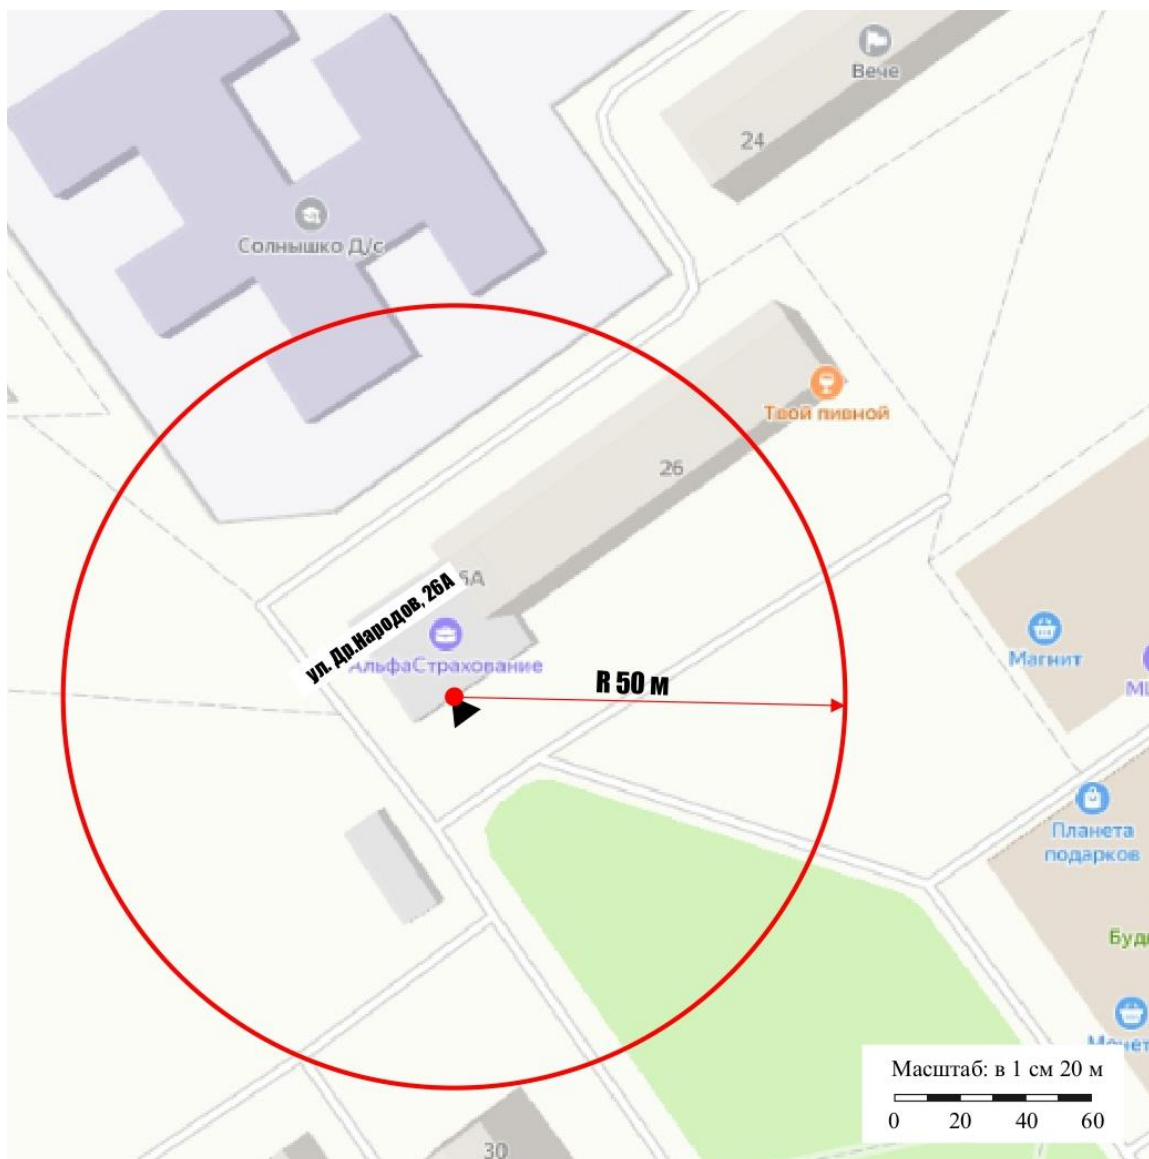 Вече
24
Солнышко Д/с
Твой пивной
26
ул. Др.Народов, 26А
АльфаСтрахование
R 50 м
Магнит
Планета
подарков
Масштаб: в 1 см 20 м
0 20 40 60
30